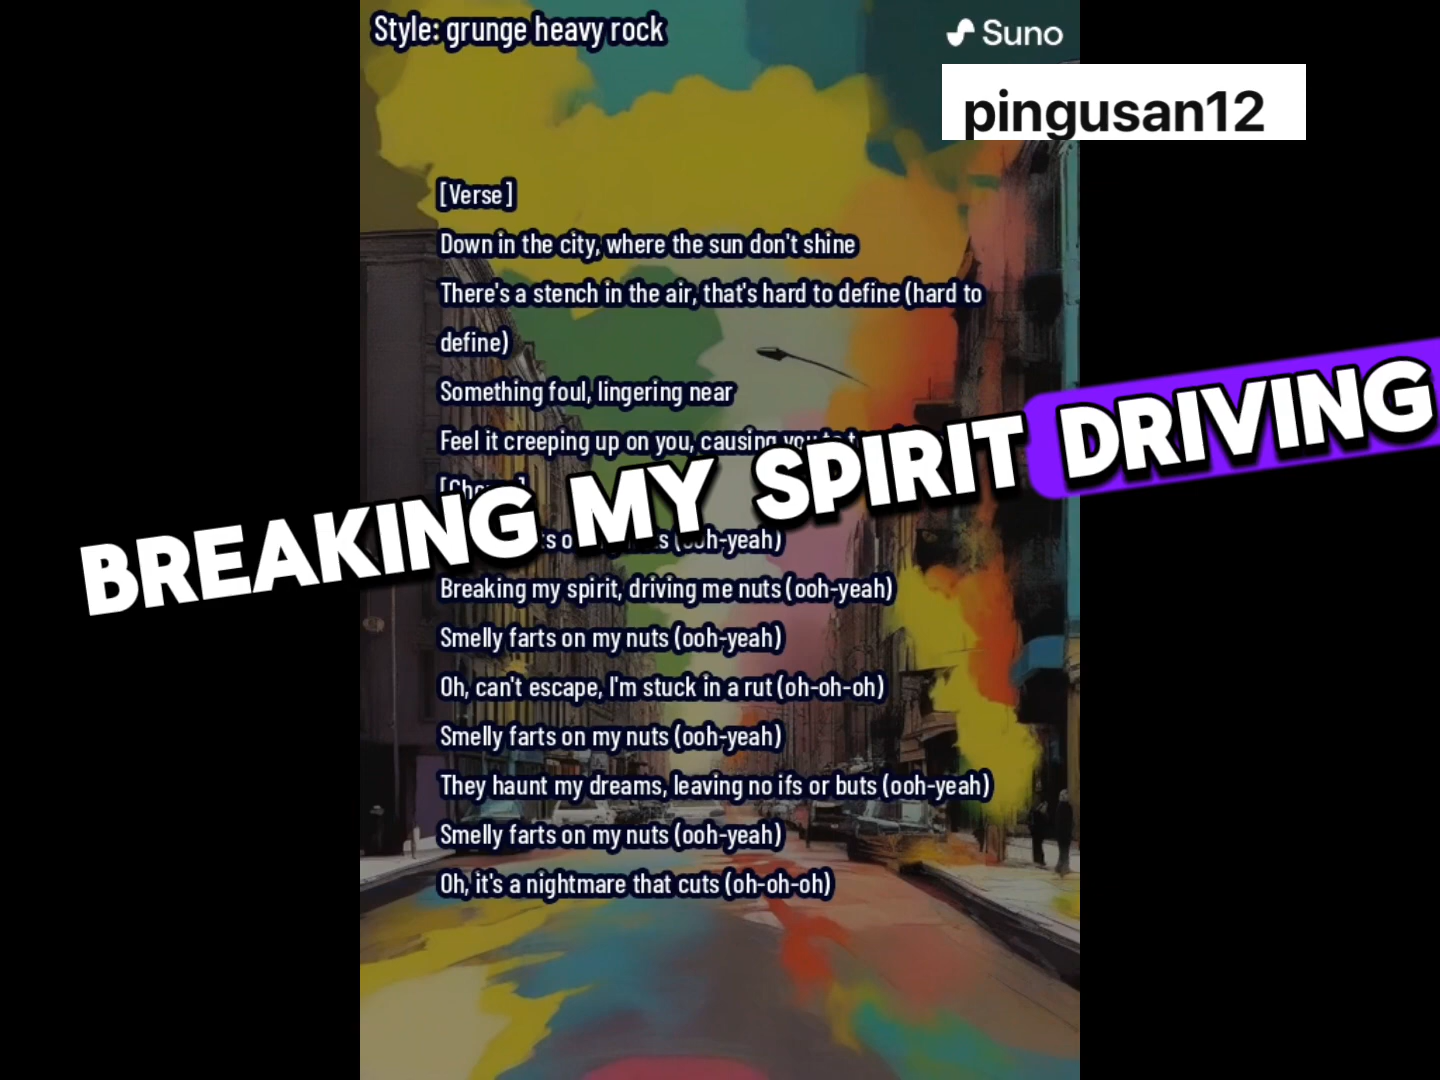 Style: grunge heavy rock
Suno
pingusan12
[Verse]
Down in the city, where the sun don't shine
There's a stench in the air, that's hard to define (hard to
define)
Something foul, lingering near
Feel it creeping up on you, causing you to
BREAKING MY SPIRIT DRIVING
(ooh-yeah)
Breaking my spirit, driving me nuts (ooh-yeah)
Smelly farts on my nuts (ooh-yeah)
Oh, can't escape, I'm stuck in a rut (oh-oh-oh)
Smelly farts on my nuts (ooh-yeah)
They haunt my dreams, leaving no ifs or buts (ooh-yeah)
Smelly farts on my nuts (ooh-yeah)
Oh, it's a nightmare that cuts (oh-oh-oh)